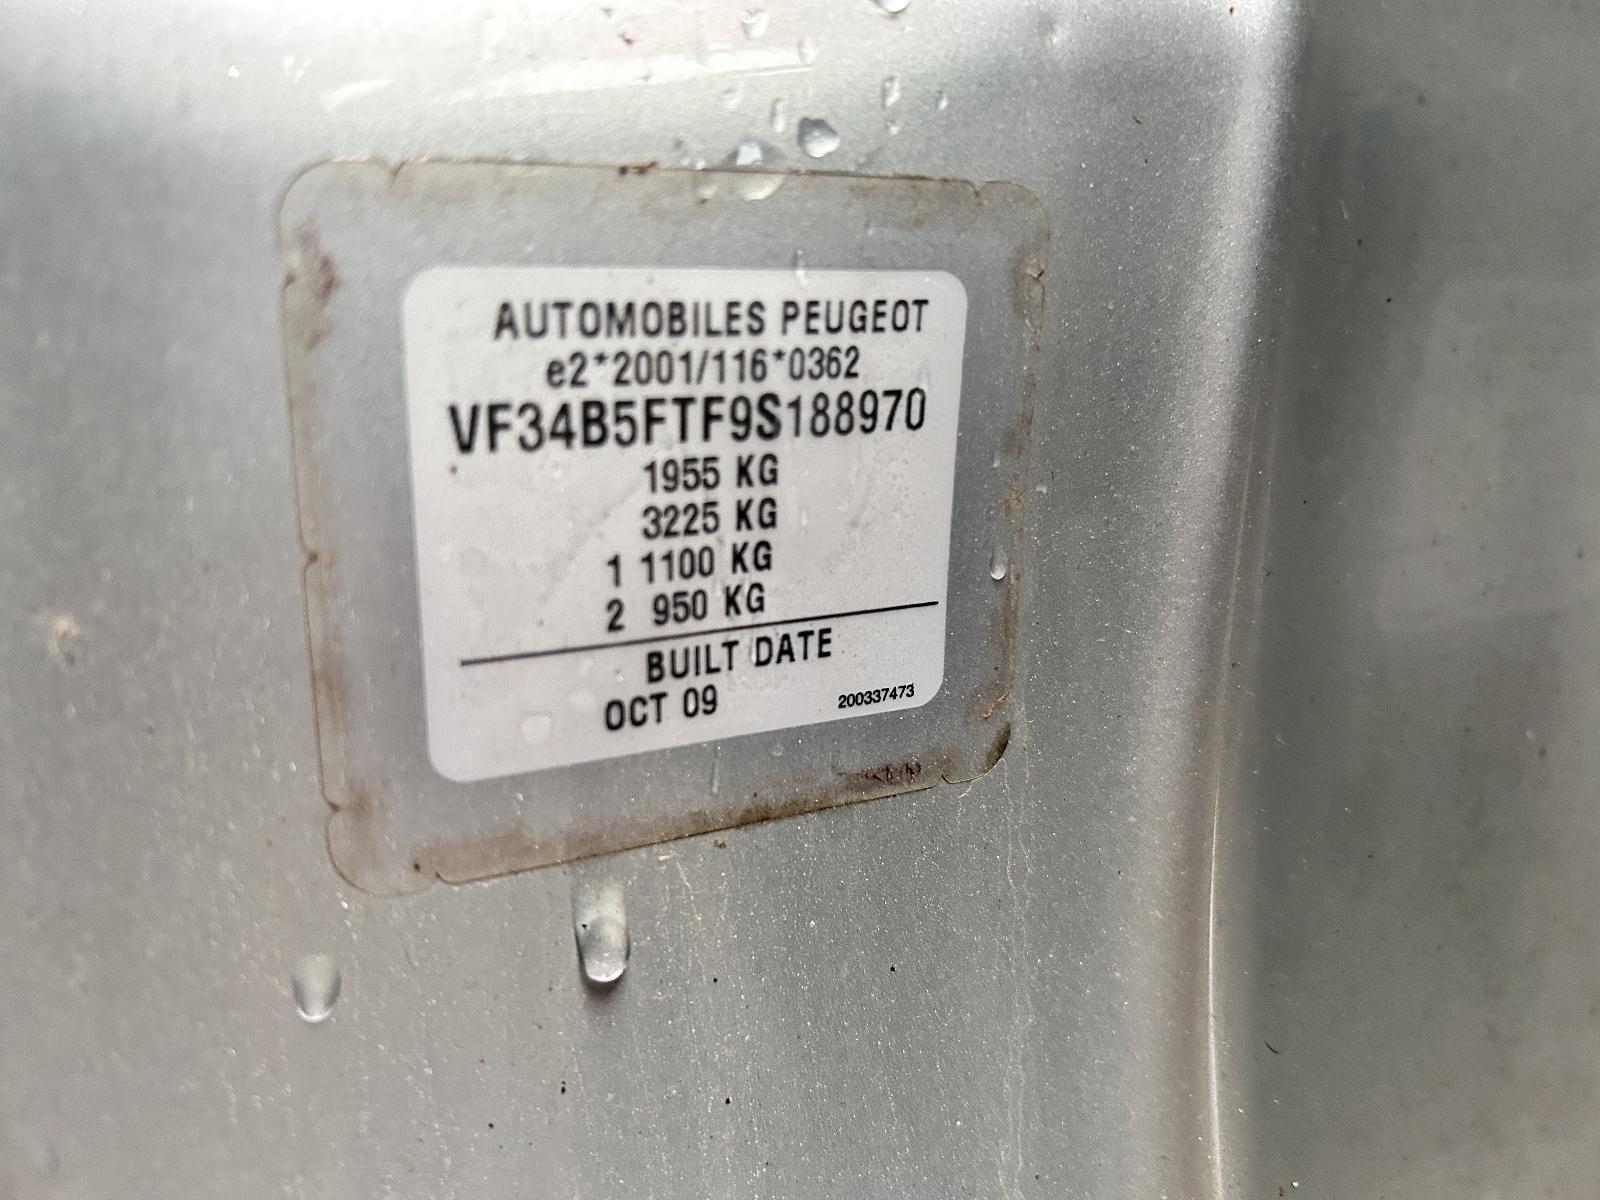 AUTOMOBILES PEUGEOT
e2*2001/116*0362
VF34B5FTF9S188970
1955 KG
3225 KG
1 1100 KG
2 950 KG
BUILT DATE
OCT 09
200337473